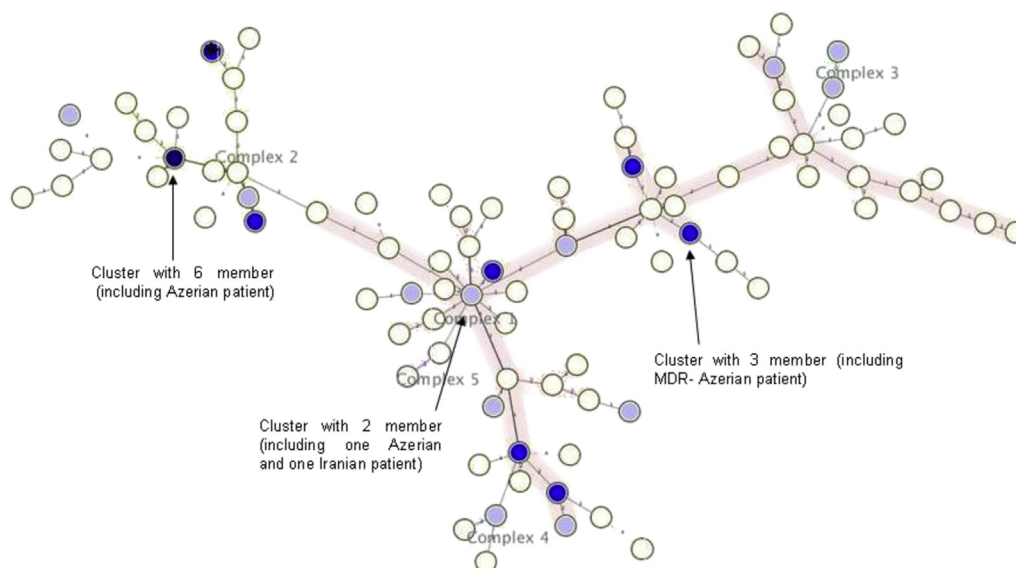 Complex 3
Complex 2
Cluster with 6 member
(including Azerian patient)
Complex 1
Cluster with 3 member (including
MDR- Azerian patient)
Complex 5
Cluster with 2 member
(including one Azerian
and one Iranian patient)
Complex 4